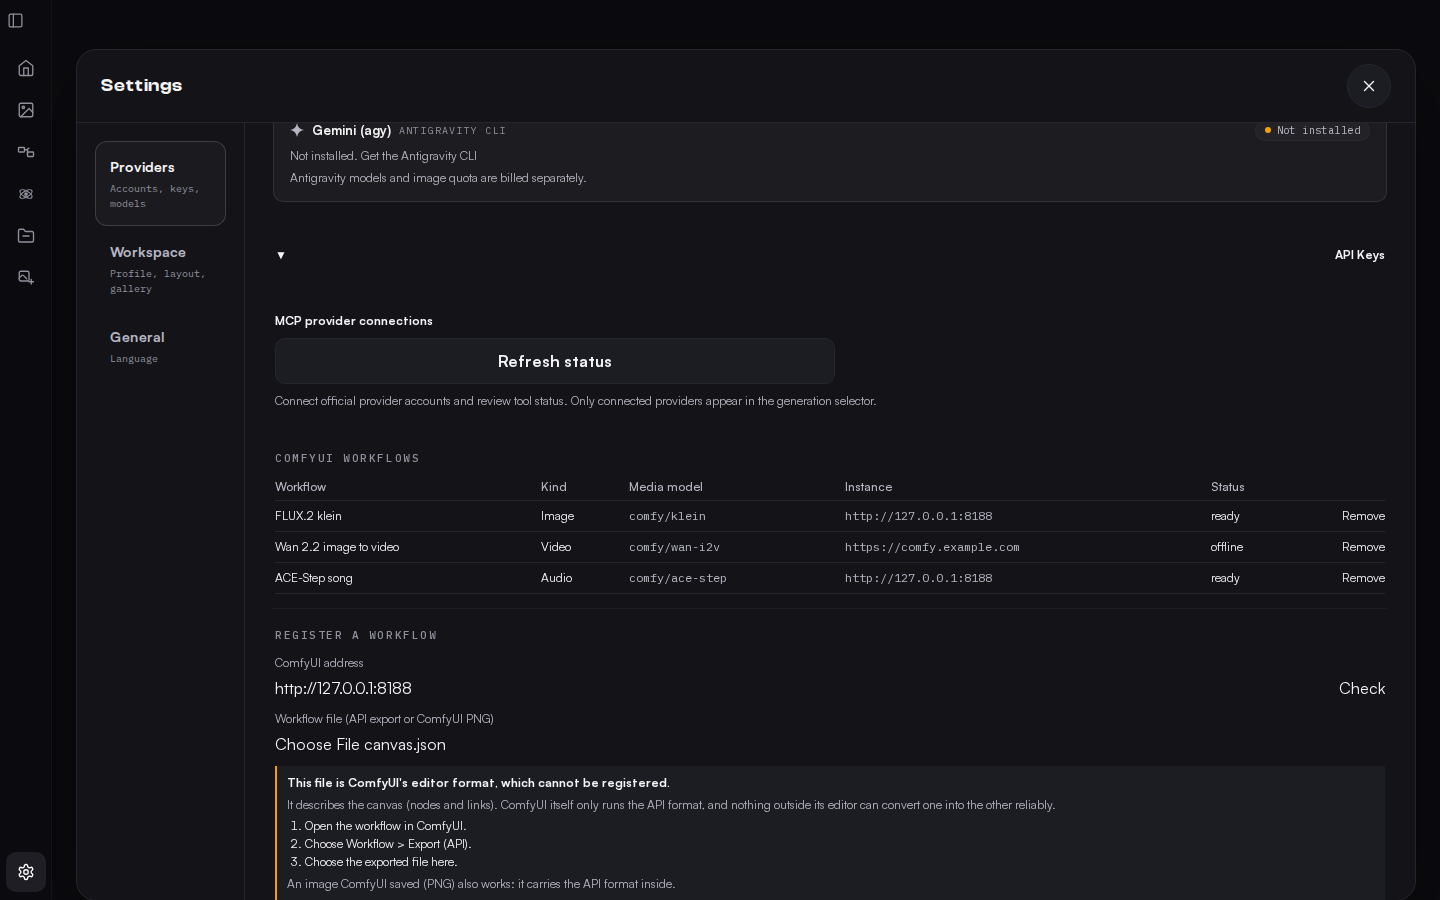 Settings
Providers
Accounts, keys,
models
Workspace
Profile, layout,
gallery
General
Language
Gemini (agy) ANTIGRAVITY CLI
Not installed
Not installed. Get the Antigravity CLI
Antigravity models and image quota are billed separately.
▼ API Keys
MCP provider connections
Refresh status
Connect official provider accounts and review tool status. Only connected providers appear in the generation selector.
COMFYUI WORKFLOWS
Workflow Kind Media model Instance Status
FLUX.2 klein Image comfy/klein http://127.0.0.1:8188 ready Remove
Wan 2.2 image to video Video comfy/wan-i2v https://comfy.example.com offline Remove
ACE-Step song Audio comfy/ace-step http://127.0.0.1:8188 ready Remove
REGISTER A WORKFLOW
ComfyUI address
http://127.0.0.1:8188 Check
Workflow file (API export or ComfyUI PNG)
Choose File canvas.json
This file is ComfyUI's editor format, which cannot be registered.
It describes the canvas (nodes and links). ComfyUI itself only runs the API format, and nothing outside its editor can convert one into the other reliably.
1. Open the workflow in ComfyUI.
2. Choose Workflow > Export (API).
3. Choose the exported file here.
An image ComfyUI saved (PNG) also works: it carries the API format inside.